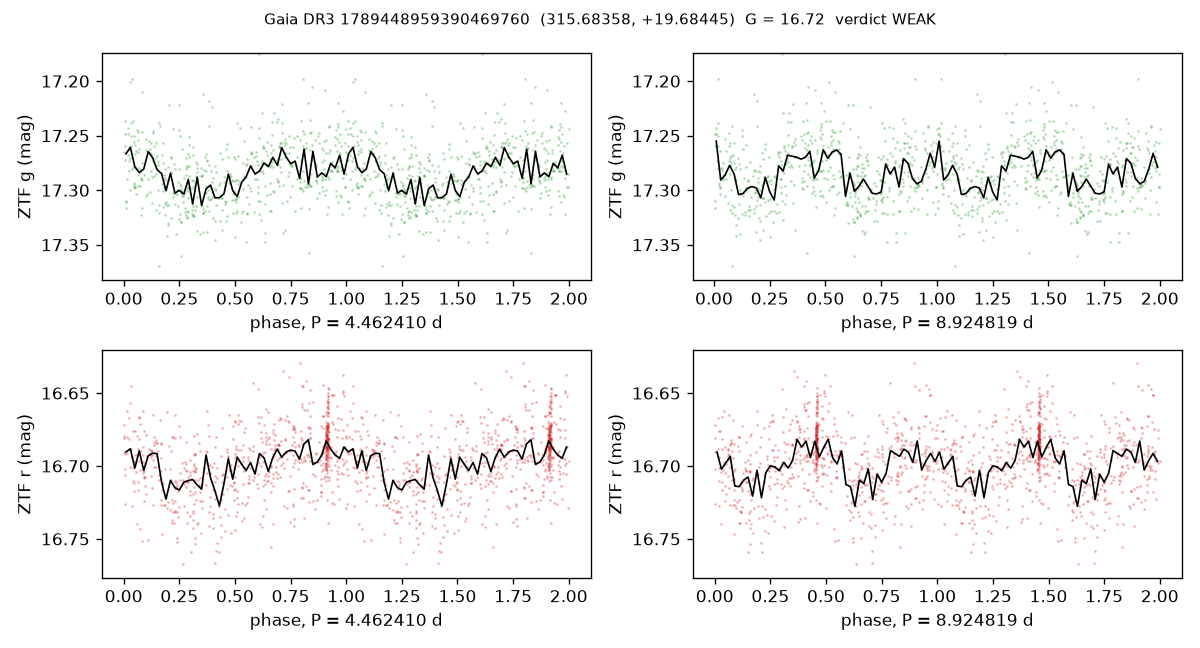 Gaia DR3 1789448959390469760 (315.68358, +19.68445) G = 16.72 verdict WEAK
ZTF g (mag)
17.20
17.25
17.30
17.35
0.00 0.25 0.50 0.75 1.00 1.25 1.50 1.75 2.00
phase, P = 4.462410 d
ZTF g (mag)
17.20
17.25
17.30
17.35
0.00 0.25 0.50 0.75 1.00 1.25 1.50 1.75 2.00
phase, P = 8.924819 d
ZTF r (mag)
16.65
16.70
16.75
0.00 0.25 0.50 0.75 1.00 1.25 1.50 1.75 2.00
phase, P = 4.462410 d
ZTF r (mag)
16.65
16.70
16.75
0.00 0.25 0.50 0.75 1.00 1.25 1.50 1.75 2.00
phase, P = 8.924819 d